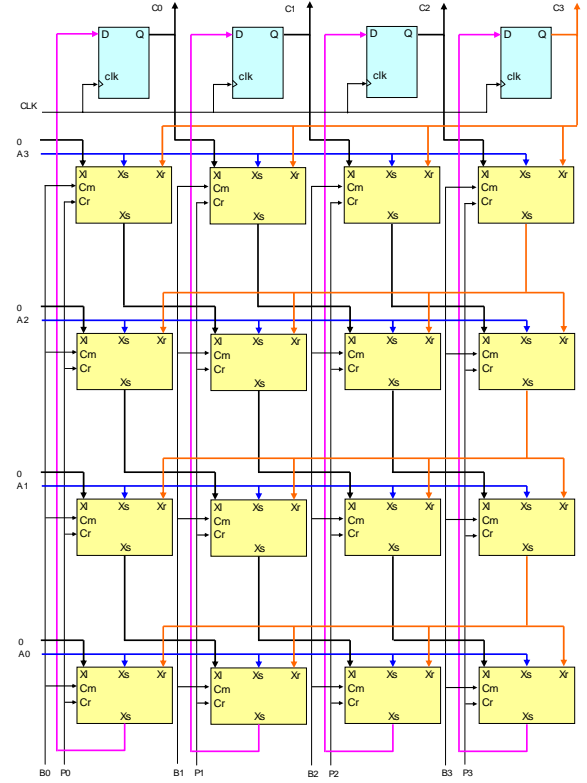 C0 C1 C2 C3
D Q D Q D Q D Q
clk clk clk clk
CLK
0
A3
Xl Xs Xr Xl Xs Xr Xl Xs Xr Xl Xs Xr
Cm Cm Cm Cm
Cr Cr Cr Cr
Xs Xs Xs Xs
0
A2
Xl Xs Xr Xl Xs Xr Xl Xs Xr Xl Xs Xr
Cm Cm Cm Cm
Cr Cr Cr Cr
Xs Xs Xs Xs
0
A1
Xl Xs Xr Xl Xs Xr Xl Xs Xr Xl Xs Xr
Cm Cm Cm Cm
Cr Cr Cr Cr
Xs Xs Xs Xs
0
A0
Xl Xs Xr Xl Xs Xr Xl Xs Xr Xl Xs Xr
Cm Cm Cm Cm
Cr Cr Cr Cr
Xs Xs Xs Xs
B0 P0 B1 P1 B2 P2 B3 P3